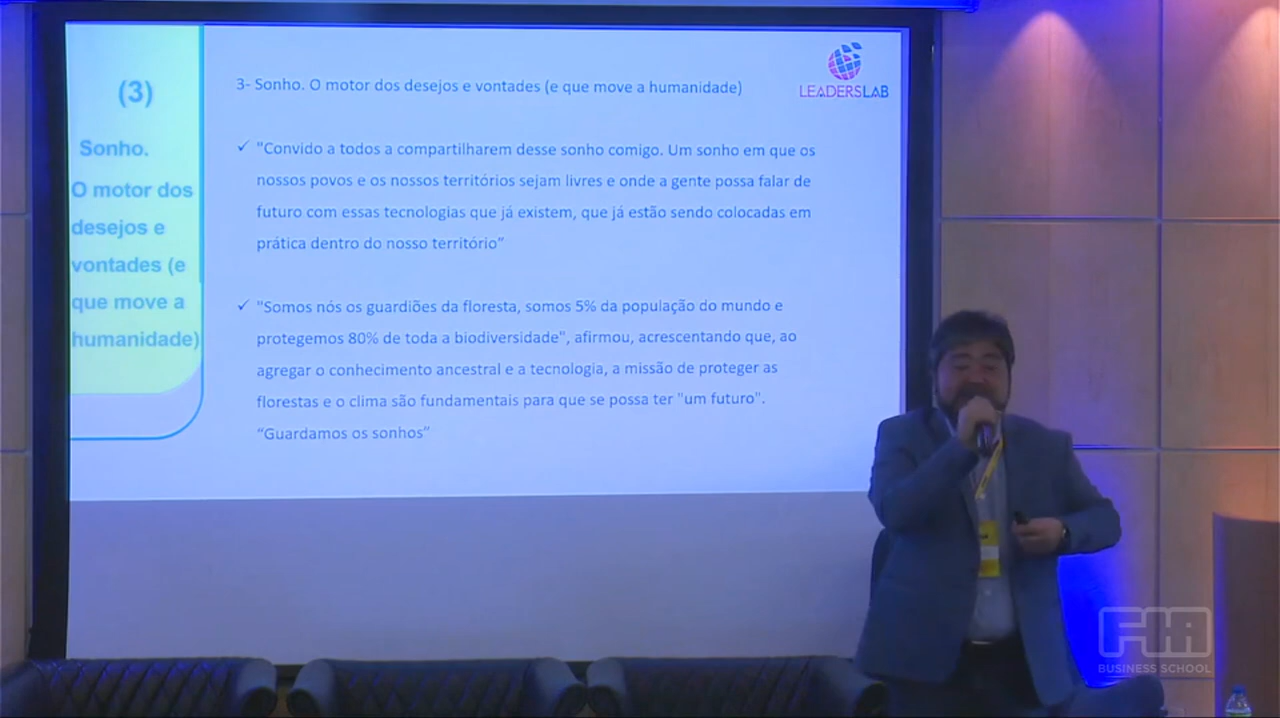 (3)
Sonho.
O motor dos
desejos e
vontades (e
que move a
humanidade)
3- Sonho. O motor dos desejos e vontades (e que move a humanidade)
LEADERSLAB
✓ "Convido a todos a compartilharem desse sonho comigo. Um sonho em que os
nossos povos e os nossos territórios sejam livres e onde a gente possa falar de
futuro com essas tecnologias que já existem, que já estão sendo colocadas em
prática dentro do nosso território”
✓ "Somos nós os guardiões da floresta, somos 5% da população do mundo e
protegemos 80% de toda a biodiversidade", afirmou, acrescentando que, ao
agregar o conhecimento ancestral e a tecnologia, a missão de proteger as
florestas e o clima são fundamentais para que se possa ter "um futuro".
“Guardamos os sonhos”
FIA
BUSINESS SCHOOL